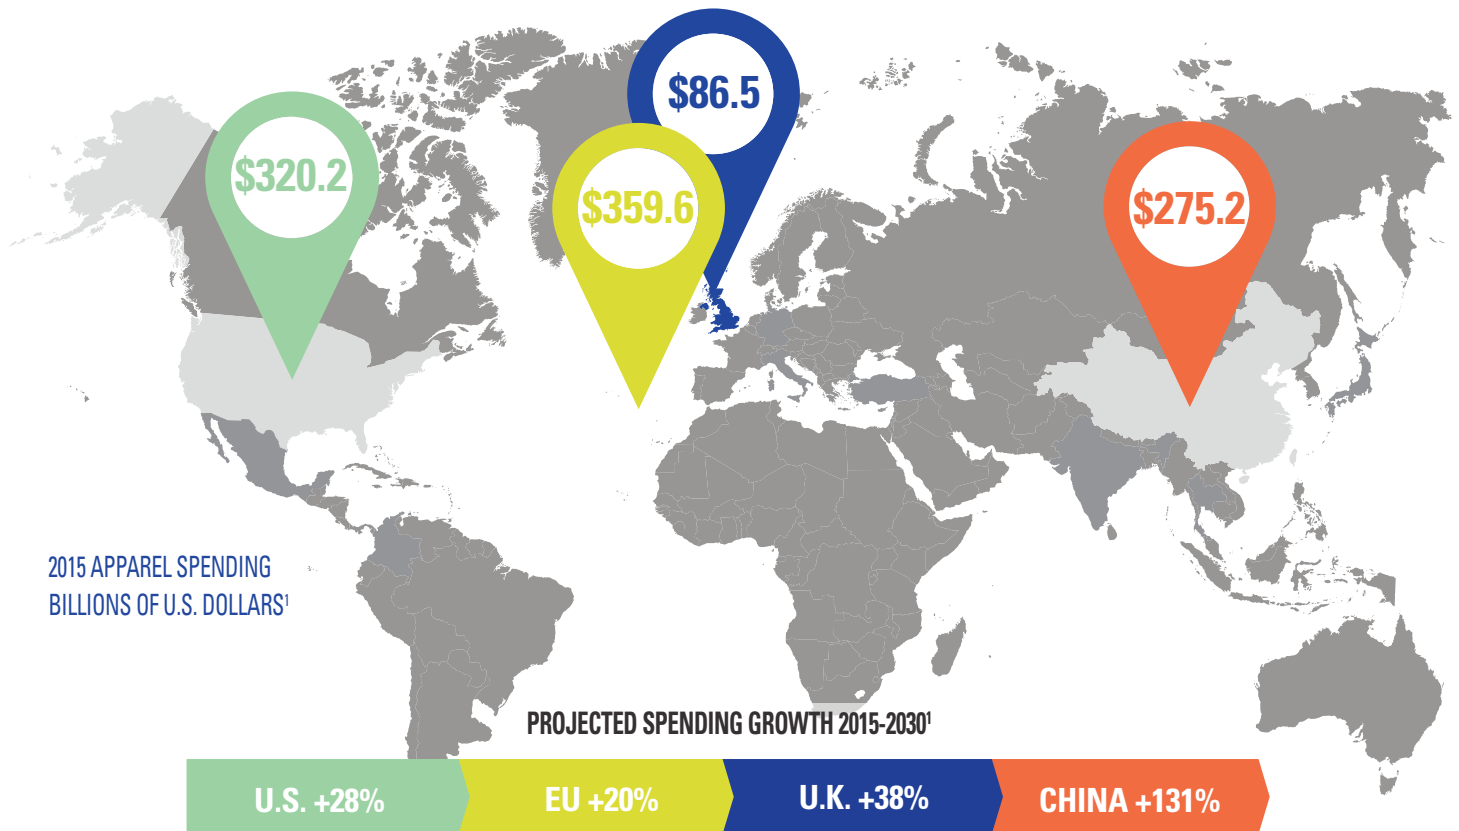 $86.5
$320.2
$359.6
$275.2
2015 APPAREL SPENDING
BILLIONS OF U.S. DOLLARS¹
PROJECTED SPENDING GROWTH 2015-2030¹
U.S. +28%
EU +20%
U.K. +38%
CHINA +131%